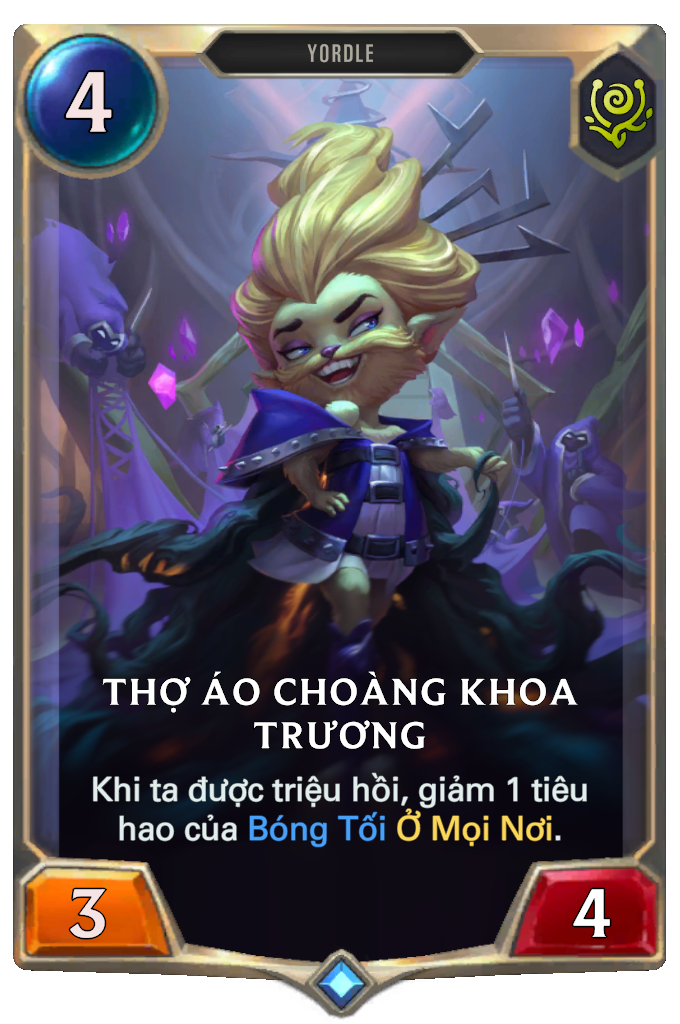 YORDLE
4
THỢ ÁO CHOÀNG KHOA
TRƯƠNG
Khi ta được triệu hồi, giảm 1 tiêu
hao của Bóng Tối Ở Mọi Nơi.
3
4